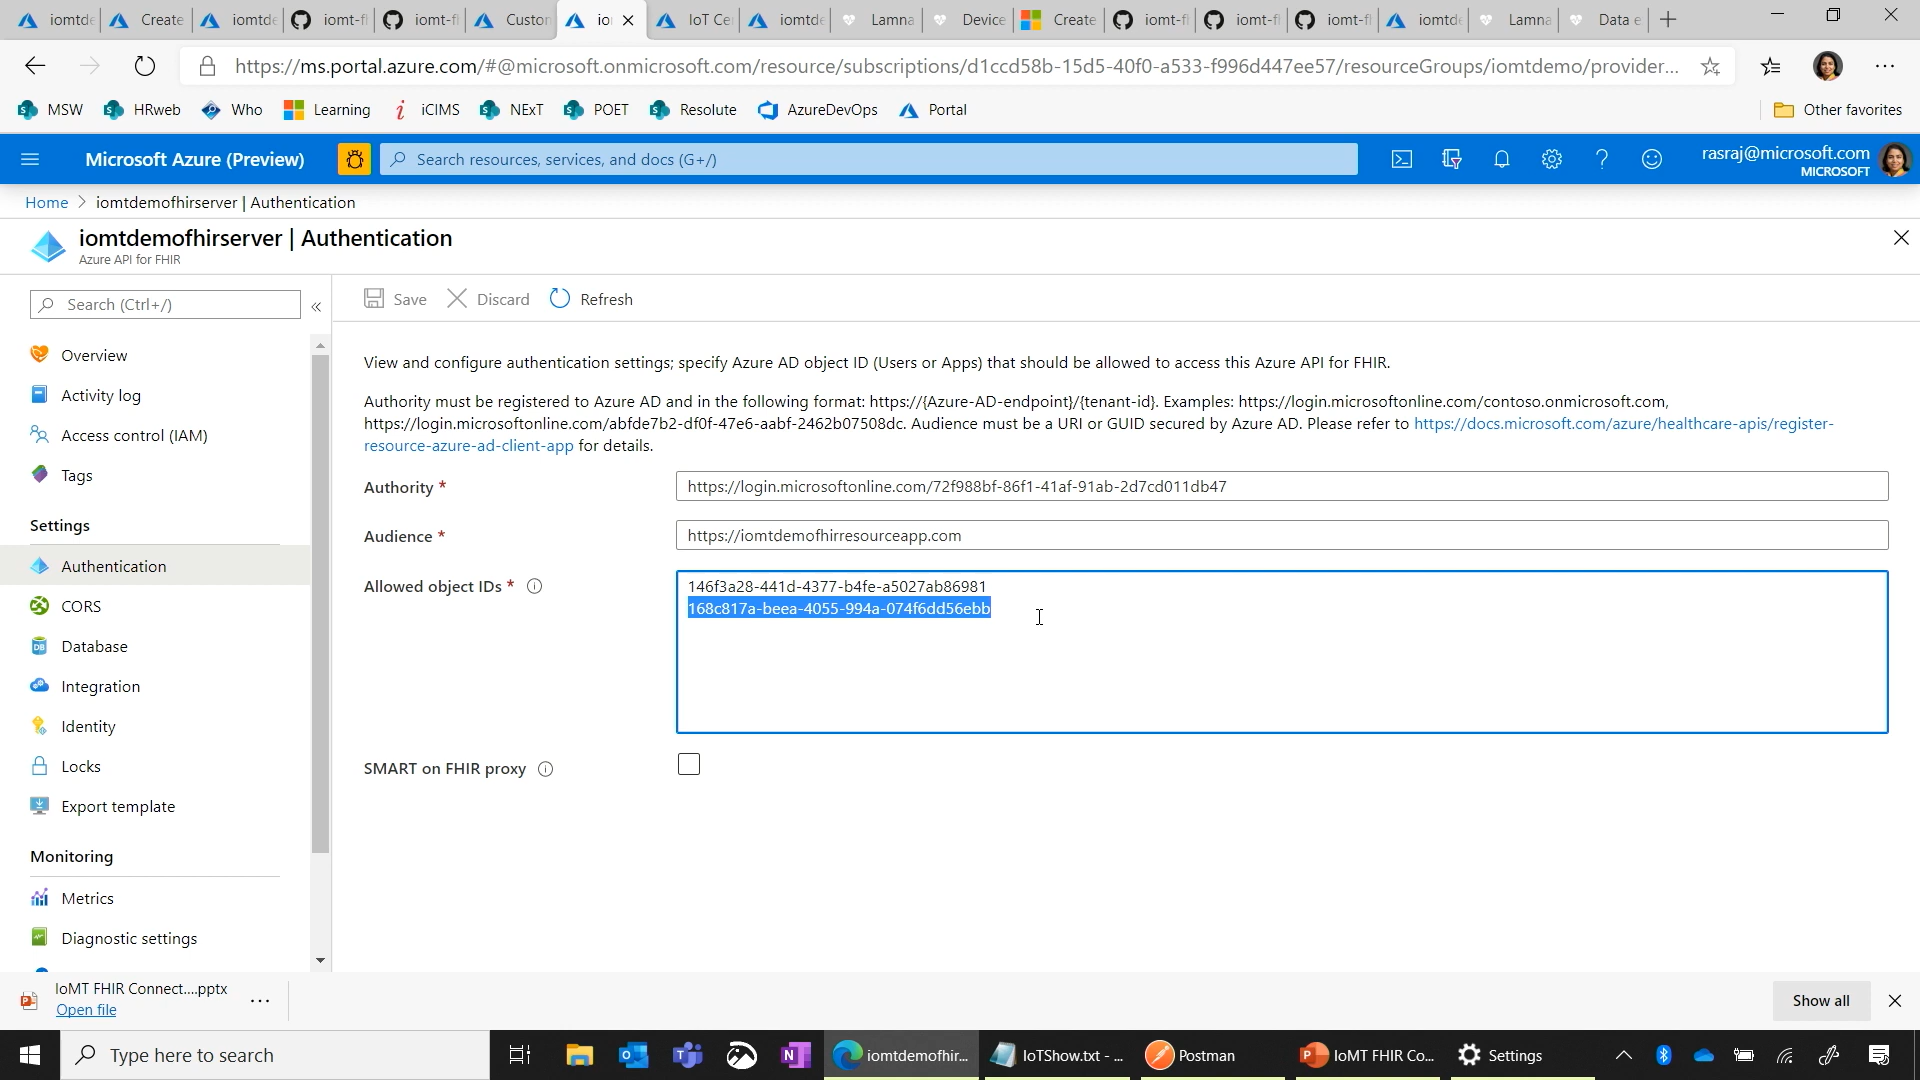 iomtde
Create
iomtde
iomt-fl
iomt-fl
Custon
io
IoT Cer
iomtde
Lamna
Device
Create
iomt-fl
iomt-fl
iomt-fl
iomtde
Lamna
Data e
https://ms.portal.azure.com/#@microsoft.onmicrosoft.com/resource/subscriptions/d1ccd58b-15d5-40f0-a533-f996d447ee57/resourceGroups/iomtdemo/provider...
MSW
HRweb
Who
Learning
iCIMS
NExT
POET
Resolute
AzureDevOps
Portal
Other favorites
Microsoft Azure (Preview)
Search resources, services, and docs (G+/)
rasraj@microsoft.com
MICROSOFT
Home > iomtdemofhirserver | Authentication
iomtdemofhirserver | Authentication
Azure API for FHIR
Search (Ctrl+/)
Overview
Activity log
Access control (IAM)
Tags
Settings
Authentication
CORS
Database
Integration
Identity
Locks
Export template
Monitoring
Metrics
Diagnostic settings
Save
Discard
Refresh
View and configure authentication settings; specify Azure AD object ID (Users or Apps) that should be allowed to access this Azure API for FHIR.
Authority must be registered to Azure AD and in the following format: https://{Azure-AD-endpoint}/{tenant-id}. Examples: https://login.microsoftonline.com/contoso.onmicrosoft.com,
https://login.microsoftonline.com/abfde7b2-df0f-47e6-aabf-2462b07508dc. Audience must be a URI or GUID secured by Azure AD. Please refer to https://docs.microsoft.com/azure/healthcare-apis/register-
resource-azure-ad-client-app for details.
Authority *
https://login.microsoftonline.com/72f988bf-86f1-41af-91ab-2d7cd011db47
Audience *
https://iomtdemofhirresourceapp.com
Allowed object IDs *
146f3a28-441d-4377-b4fe-a5027ab86981
168c817a-beea-4055-994a-074f6dd56ebb
SMART on FHIR proxy
IoMT FHIR Connect....pptx
Open file
Show all
Type here to search
iomtdemofhir...
IoTShow.txt - ...
Postman
IoMT FHIR Co...
Settings